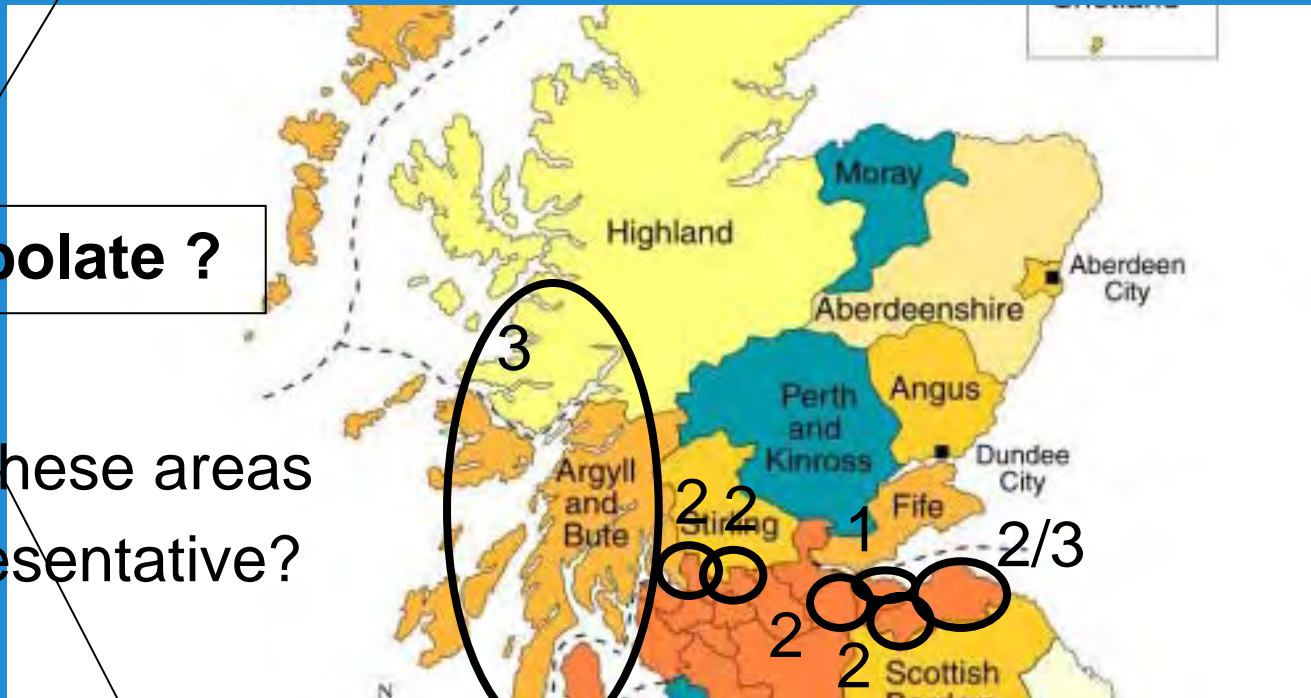 Moray
Highland
polate ?
Aberdeen
City
Aberdeenshire
3
Perth
and
Kinross
Angus
hese areas
Argyll
and
Bute
Dundee
City
2 2
Stirling
Fife
1
2/3
esentative?
2
2
Scottish
N